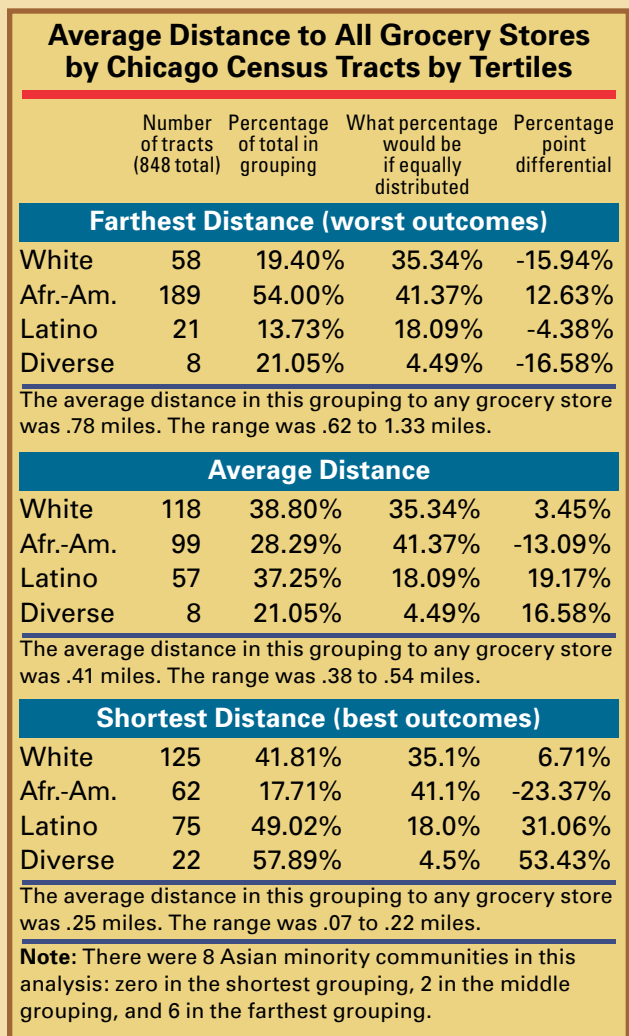 Average Distance to All Grocery Stores
by Chicago Census Tracts by Tertiles
Number of tracts (848 total) Percentage of total in grouping What percentage would be if equally distributed Percentage point differential
Farthest Distance (worst outcomes)
White 58 19.40% 35.34% -15.94%
Afr.-Am. 189 54.00% 41.37% 12.63%
Latino 21 13.73% 18.09% -4.38%
Diverse 8 21.05% 4.49% -16.58%
The average distance in this grouping to any grocery store
was .78 miles. The range was .62 to 1.33 miles.
Average Distance
White 118 38.80% 35.34% 3.45%
Afr.-Am. 99 28.29% 41.37% -13.09%
Latino 57 37.25% 18.09% 19.17%
Diverse 8 21.05% 4.49% 16.58%
The average distance in this grouping to any grocery store
was .41 miles. The range was .38 to .54 miles.
Shortest Distance (best outcomes)
White 125 41.81% 35.1% 6.71%
Afr.-Am. 62 17.71% 41.1% -23.37%
Latino 75 49.02% 18.0% 31.06%
Diverse 22 57.89% 4.5% 53.43%
The average distance in this grouping to any grocery store
was .25 miles. The range was .07 to .22 miles.
Note: There were 8 Asian minority communities in this
analysis: zero in the shortest grouping, 2 in the middle
grouping, and 6 in the farthest grouping.